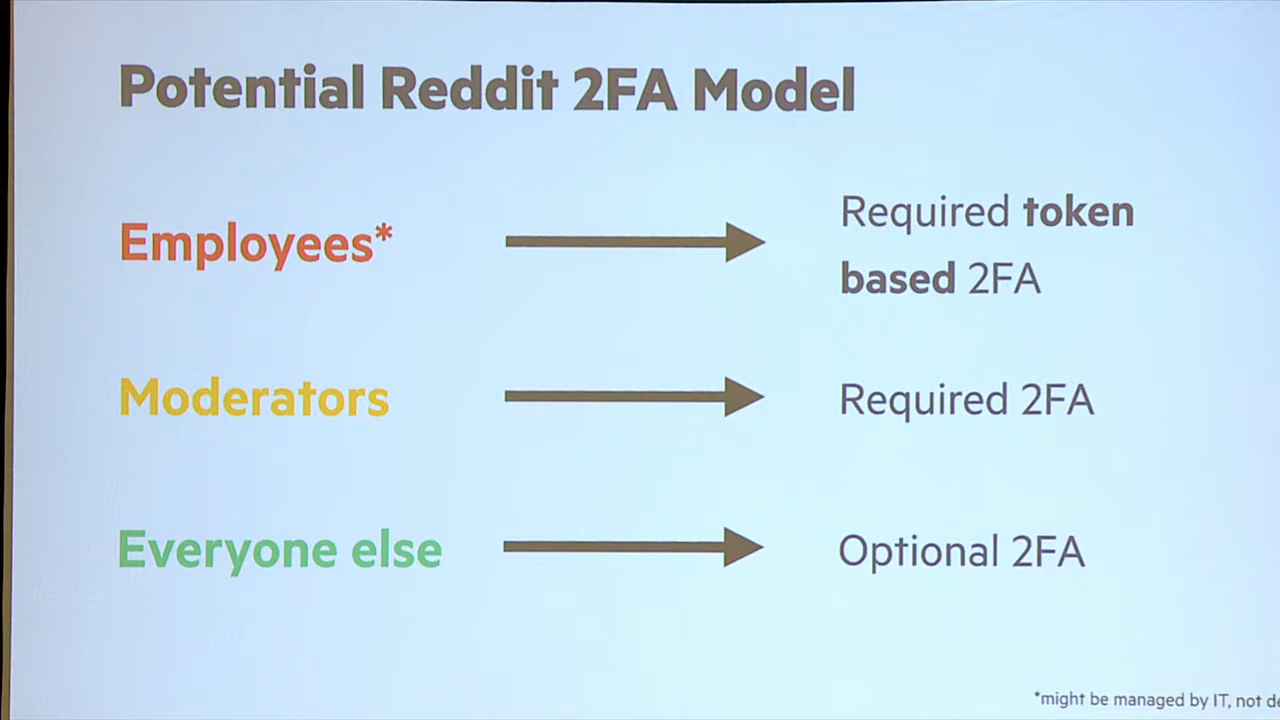 Potential Reddit 2FA Model
Employees*
Required token
based 2FA
Moderators
Required 2FA
Everyone else
Optional 2FA
*might be managed by IT, not